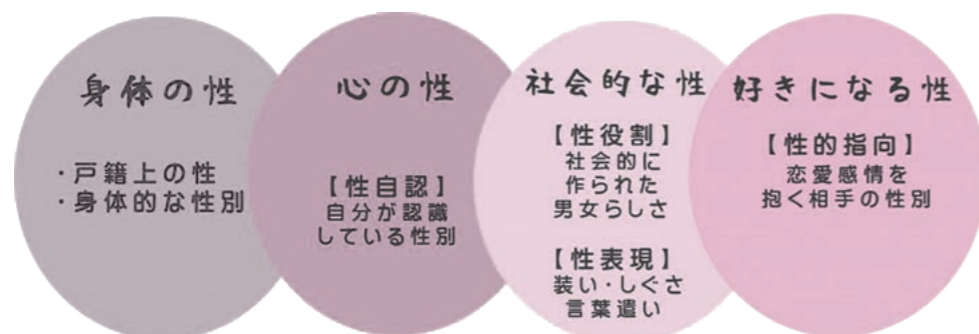 身体の性
・戸籍上の性
・身体的な性別
心の性
【性自認】
自分が認識
している性別
社会的な性
【性役割】
社会的に
作られた
男女らしさ
【性表現】
装い・しぐさ
言葉遣い
好きになる性
【性的指向】
恋愛感情を
抱く相手の性別